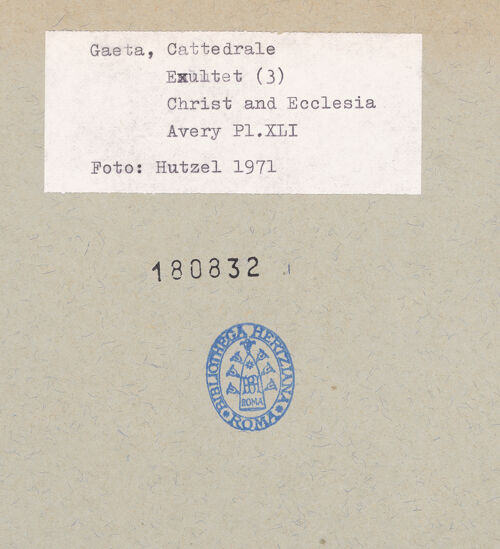 Gaeta, Cattedrale
Exultet (3)
Christ and Ecclesia
Avery Pl.XLI
Foto: Hutzel 1971
180832
BIBLIOTHECA HERTZIANA
ROMA
ROMA